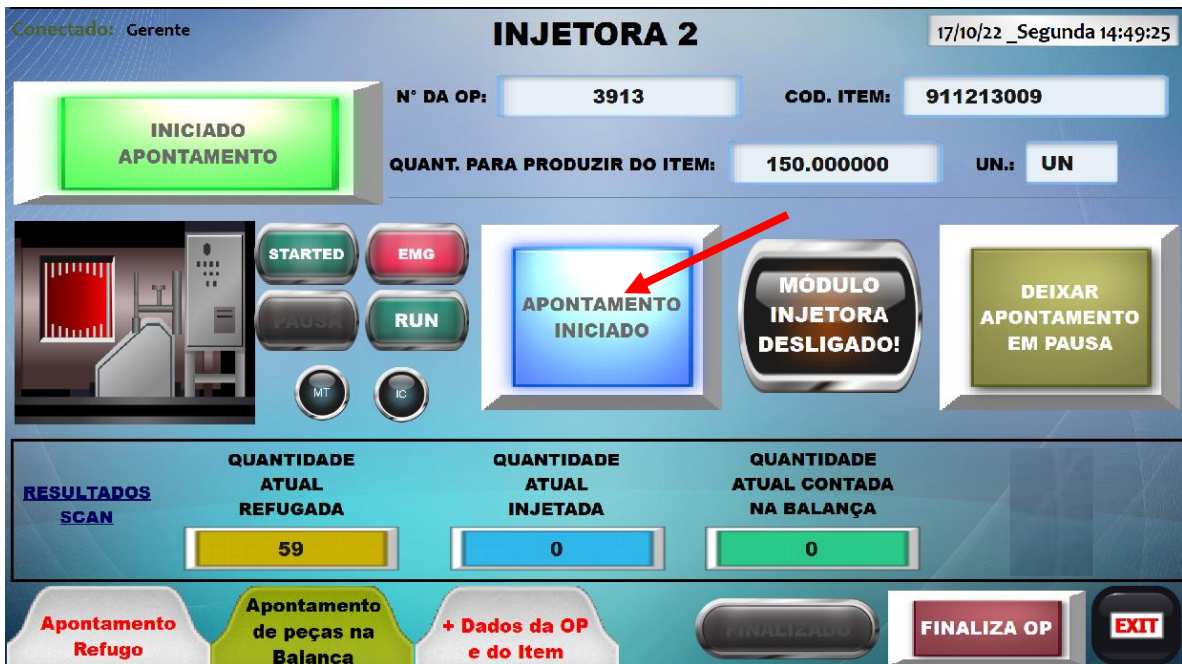 Conectado: Gerente
INJETORA 2
17/10/22 _Segunda 14:49:25
N° DA OP:
3913
COD. ITEM:
911213009
INICIADO
APONTAMENTO
QUANT. PARA PRODUZIR DO ITEM:
150.000000
UN.:
UN
STARTED
EMG
PAUSA
RUN
MT
IC
APONTAMENTO
INICIADO
MÓDULO
INJETORA
DESLIGADO!
DEIXAR
APONTAMENTO
EM PAUSA
RESULTADOS
SCAN
QUANTIDADE
ATUAL
REFUGADA
59
QUANTIDADE
ATUAL
INJETADA
0
QUANTIDADE
ATUAL CONTADA
NA BALANÇA
0
Apontamento
Refugo
Apontamento
de peças na
Balança
+ Dados da OP
e do Item
FINALIZADO
FINALIZA OP
EXIT